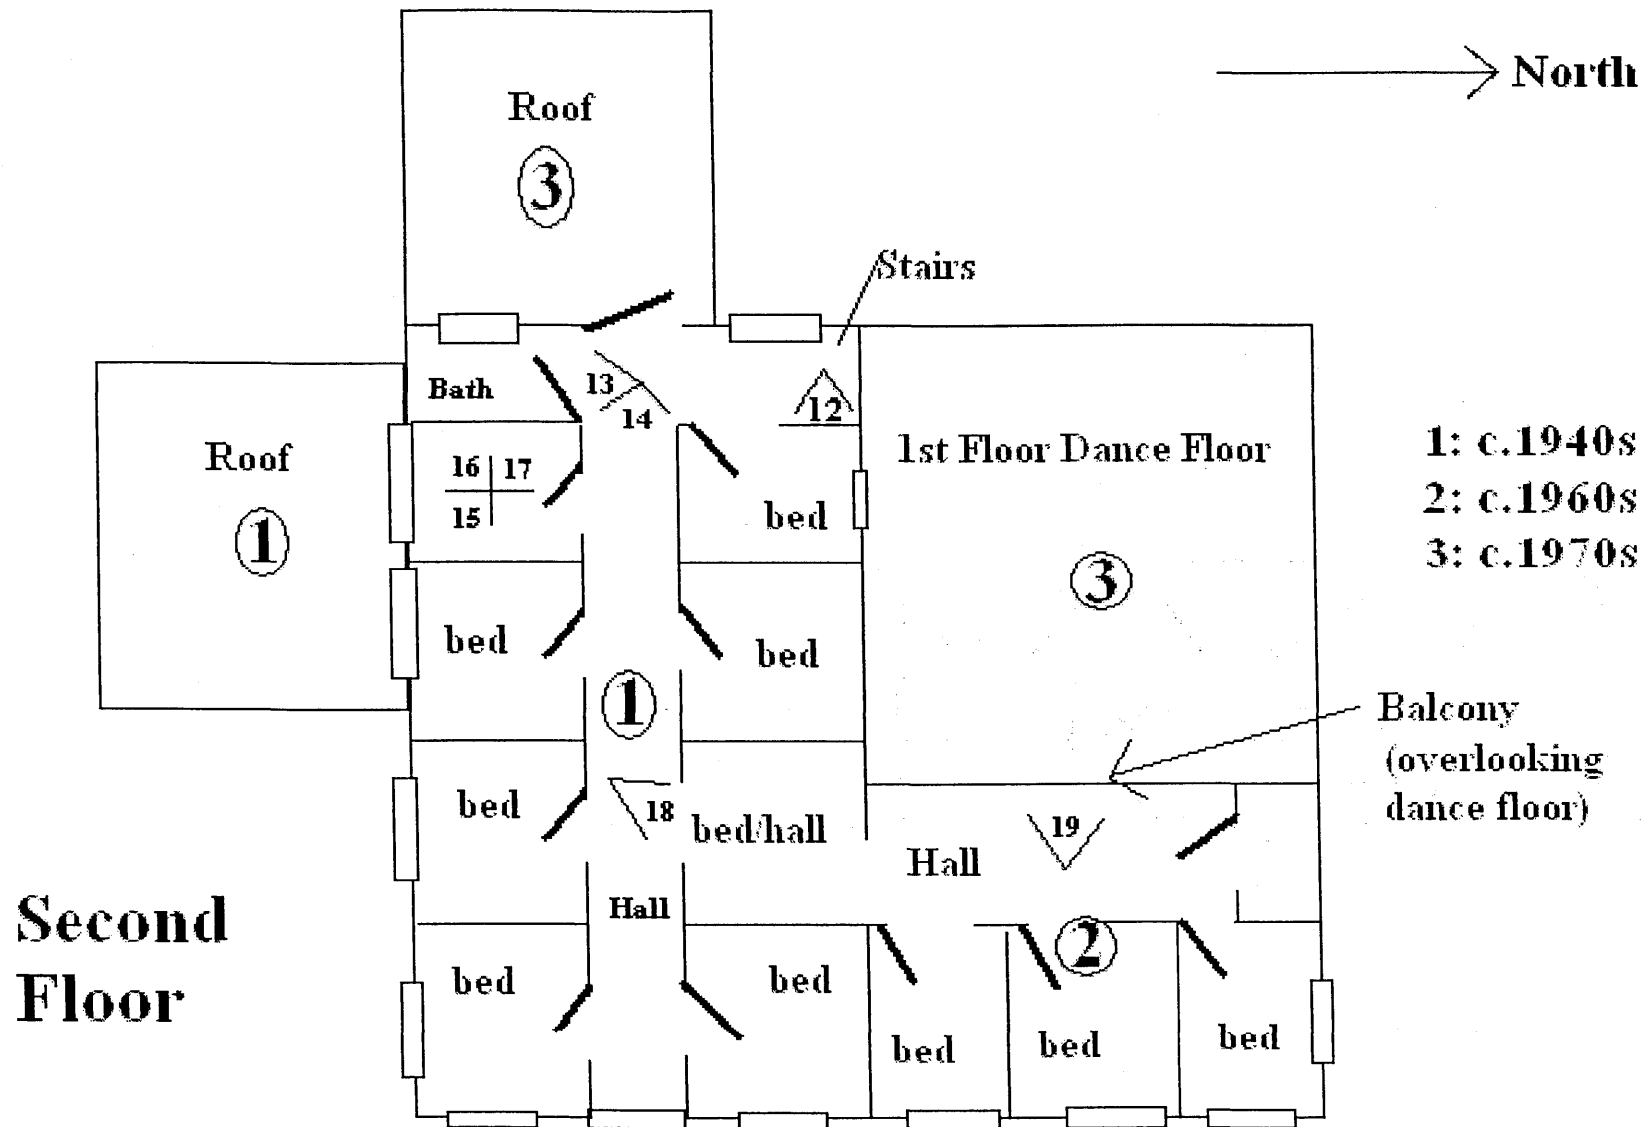 North
Roof
3
Stairs
Bath
13
14
12
Roof
1
16 17
15
bed
1st Floor Dance Floor
3
1: c.1940s
2: c.1960s
3: c.1970s
bed
bed
1
Balcony
(overlooking
dance floor)
bed
18
bed/hall
19
Hall
Hall
Second
Floor
bed
bed
2
bed
bed
bed